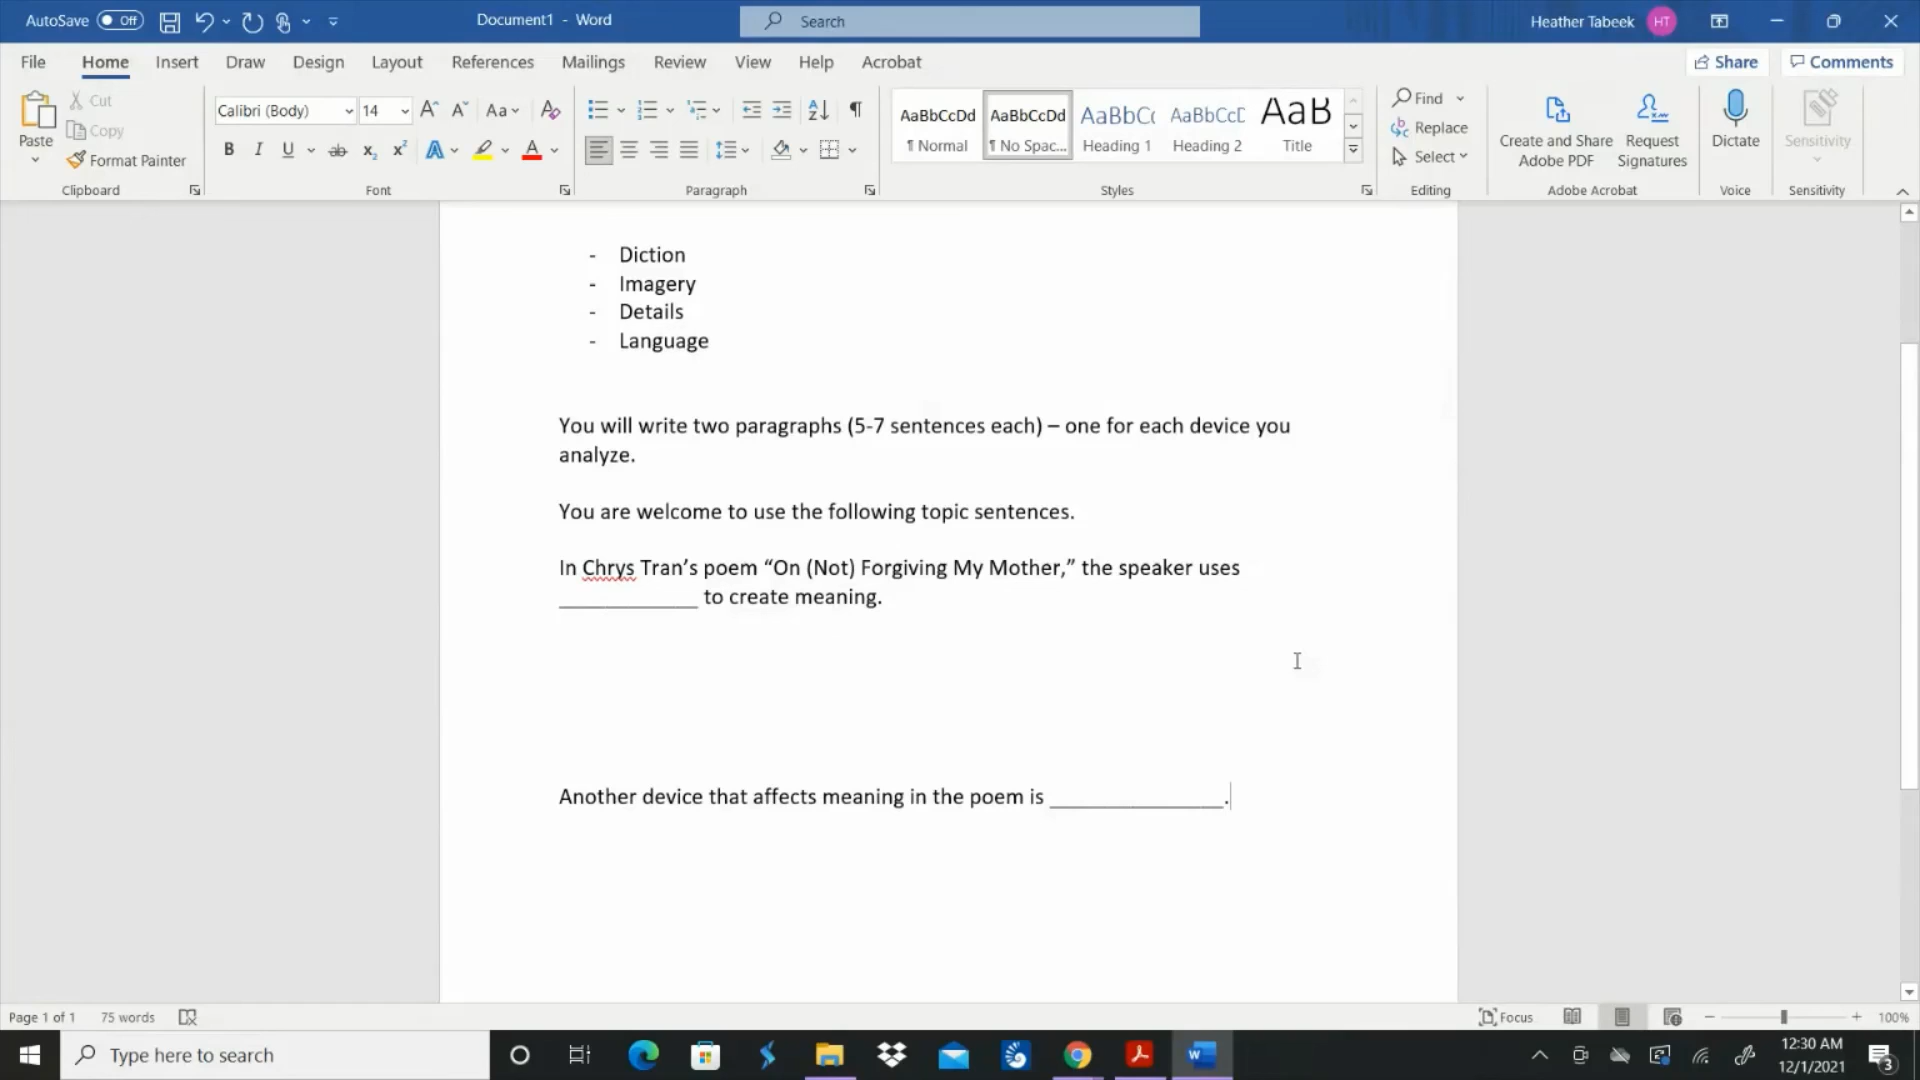 AutoSave Off Document1 - Word Search Heather Tabeek HT
File Home Insert Draw Design Layout References Mailings Review View Help Acrobat Share Comments
Paste Cut Copy Format Painter
Clipboard
Calibri (Body) 14
Font
Paragraph
AaBbCcDd AaBbCcDd AaBbC AaBbCcD AaB
¶ Normal ¶ No Spac... Heading 1 Heading 2 Title
Styles
Find
Replace
Select
Editing
Create and Share Adobe PDF
Request Signatures
Adobe Acrobat
Dictate
Voice
Sensitivity
Sensitivity
- Diction
- Imagery
- Details
- Language
You will write two paragraphs (5-7 sentences each) – one for each device you
analyze.
You are welcome to use the following topic sentences.
In Chrys Tran’s poem “On (Not) Forgiving My Mother,” the speaker uses
_____________ to create meaning.
Another device that affects meaning in the poem is ________________.
Page 1 of 1 75 words Focus 100%
Type here to search
12:30 AM
12/1/2021
3